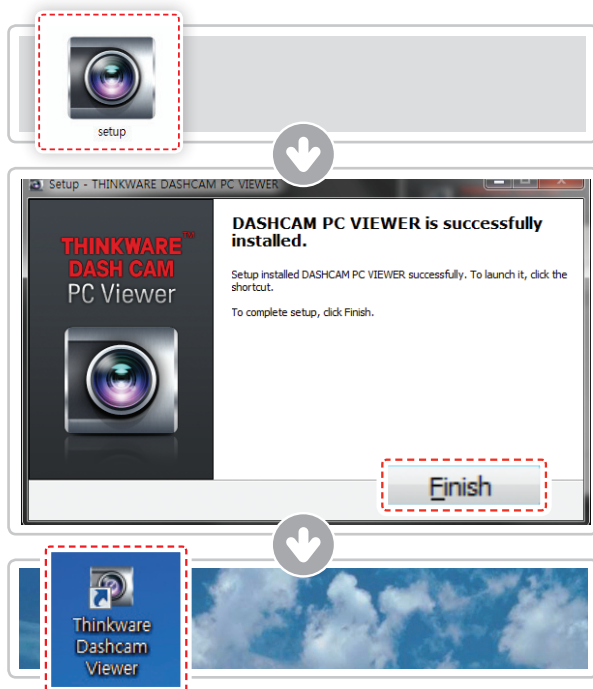 setup
Setup - THINKWARE DASHCAM PC VIEWER
THINKWARE™
DASH CAM
PC Viewer
DASHCAM PC VIEWER is successfully
installed.
Setup installed DASHCAM PC VIEWER successfully. To launch it, click the
shortcut.
To complete setup, click Finish.
Finish
Thinkware
Dashcam
Viewer